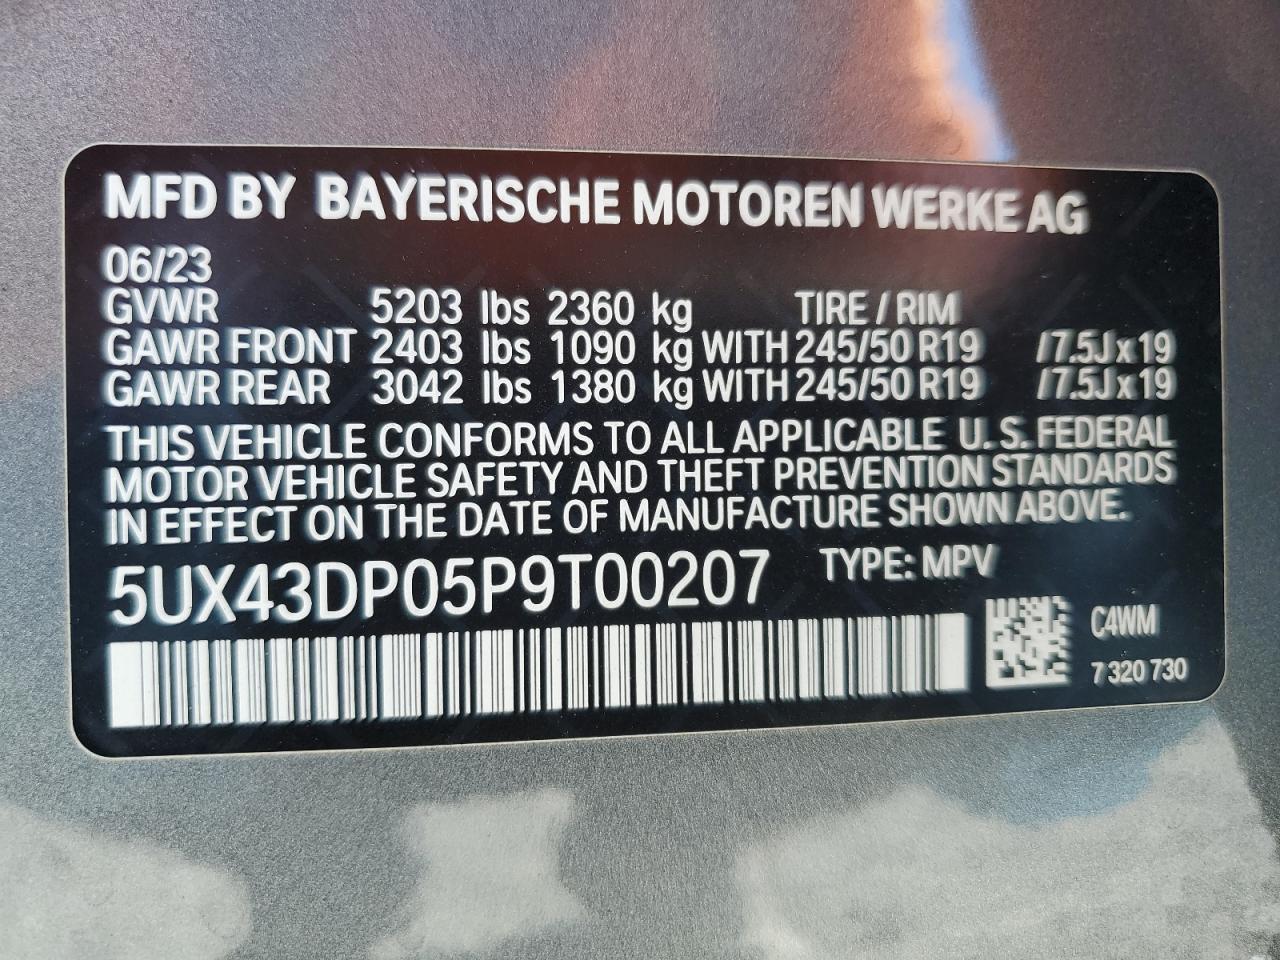 MFD BY BAYERISCHE MOTOREN WERKE AG
06/23
GVWR 5203 lbs 2360 kg TIRE / RIM
GAWR FRONT 2403 lbs 1090 kg WITH 245/50 R19 /7.5J x 19
GAWR REAR 3042 lbs 1380 kg WITH 245/50 R19 /7.5J x 19
THIS VEHICLE CONFORMS TO ALL APPLICABLE U. S. FEDERAL
MOTOR VEHICLE SAFETY AND THEFT PREVENTION STANDARDS
IN EFFECT ON THE DATE OF MANUFACTURE SHOWN ABOVE.
5UX43DP05P9T00207 TYPE: MPV
C4WM
7 320 730